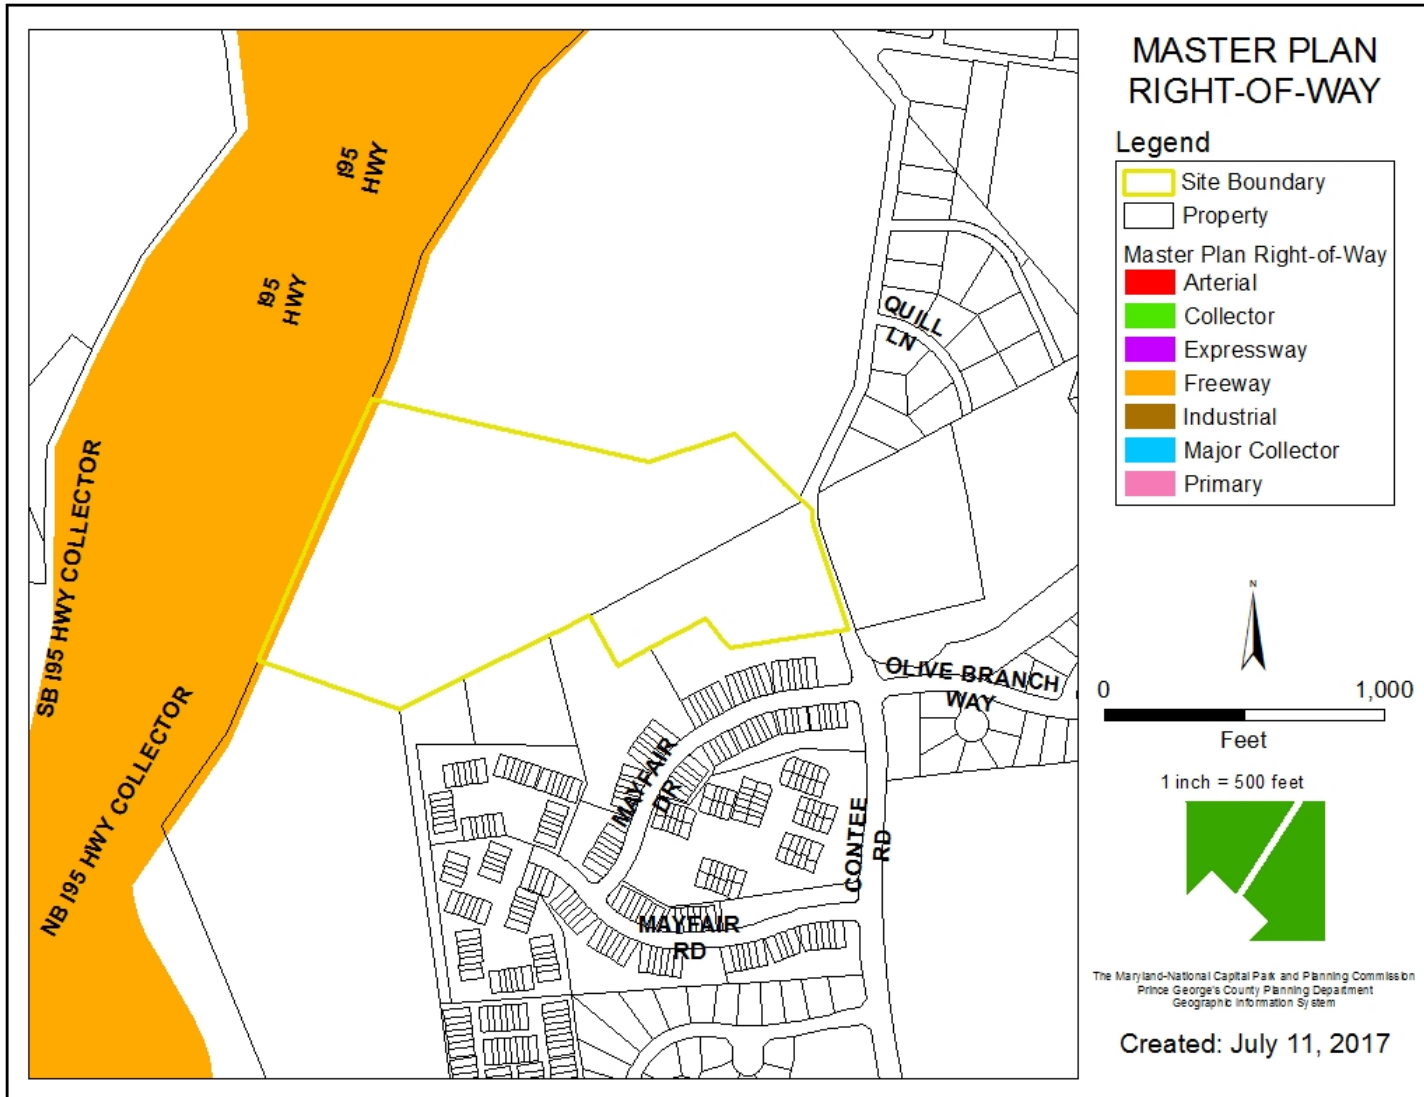 MASTER PLAN
RIGHT-OF-WAY
Legend
Site Boundary
Property
Master Plan Right-of-Way
Arterial
Collector
Expressway
Freeway
Industrial
Major Collector
Primary
N
0 1,000
Feet
1 inch = 500 feet
The Maryland-National Capital Park and Planning Commission
Prince George's County Planning Department
Geographic Information System
Created: July 11, 2017
I95
HWY
I95
HWY
QUILL
LN
SB I95 HWY COLLECTOR
NB I95 HWY COLLECTOR
OLIVE BRANCH
WAY
MAYFAIR
DR
CONTEE
RD
MAYFAIR
RD